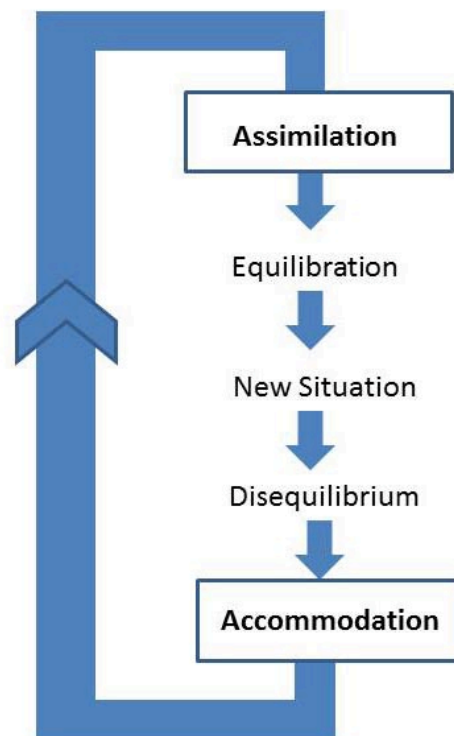 Assimilation
Equilibration
New Situation
Disequilibrium
Accommodation